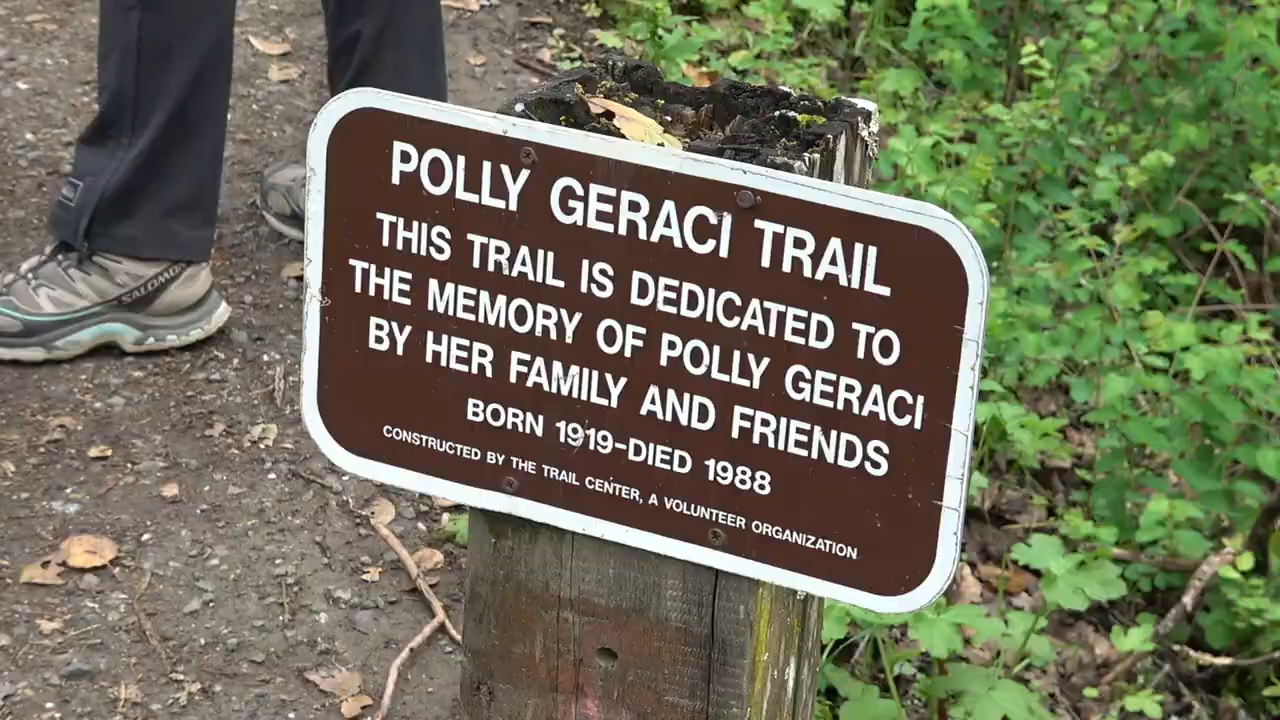 POLLY GERACI TRAIL
THIS TRAIL IS DEDICATED TO
THE MEMORY OF POLLY GERACI
BY HER FAMILY AND FRIENDS
BORN 1919-DIED 1988
CONSTRUCTED BY THE TRAIL CENTER, A VOLUNTEER ORGANIZATION
SALOMON